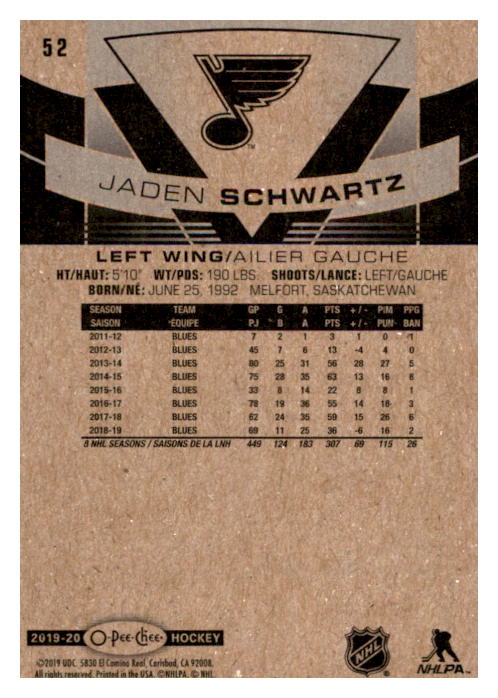 52
TM
JADEN SCHWARTZ
LEFT WING/AILIER GAUCHE
HT/HAUT: 5'10" WT/PDS: 190 LBS. SHOOTS/LANCE: LEFT/GAUCHE
BORN/NÉ: JUNE 25, 1992 MELFORT, SASKATCHEWAN
SEASON TEAM GP G A PTS +/- PIM PPG
SAISON ÉQUIPE PJ B A PTS +/- PUN BAN
2011-12 BLUES 7 2 1 3 1 0 1
2012-13 BLUES 45 7 6 13 -4 4 0
2013-14 BLUES 80 25 31 56 28 27 5
2014-15 BLUES 75 28 35 63 13 16 8
2015-16 BLUES 33 8 14 22 8 8 1
2016-17 BLUES 78 19 36 55 14 16 3
2017-18 BLUES 62 24 35 59 15 26 6
2018-19 BLUES 69 11 25 36 -6 16 2
8 NHL SEASONS / SAISONS DE LA LNH 449 124 183 307 69 115 26
2019-20 O-Pee-Chee HOCKEY
©2019 UDC. 5830 El Camino Real, Carlsbad, CA 92008.
All rights reserved. Printed in the USA. ©NHLPA. © NHL.
NHL
NHLPA